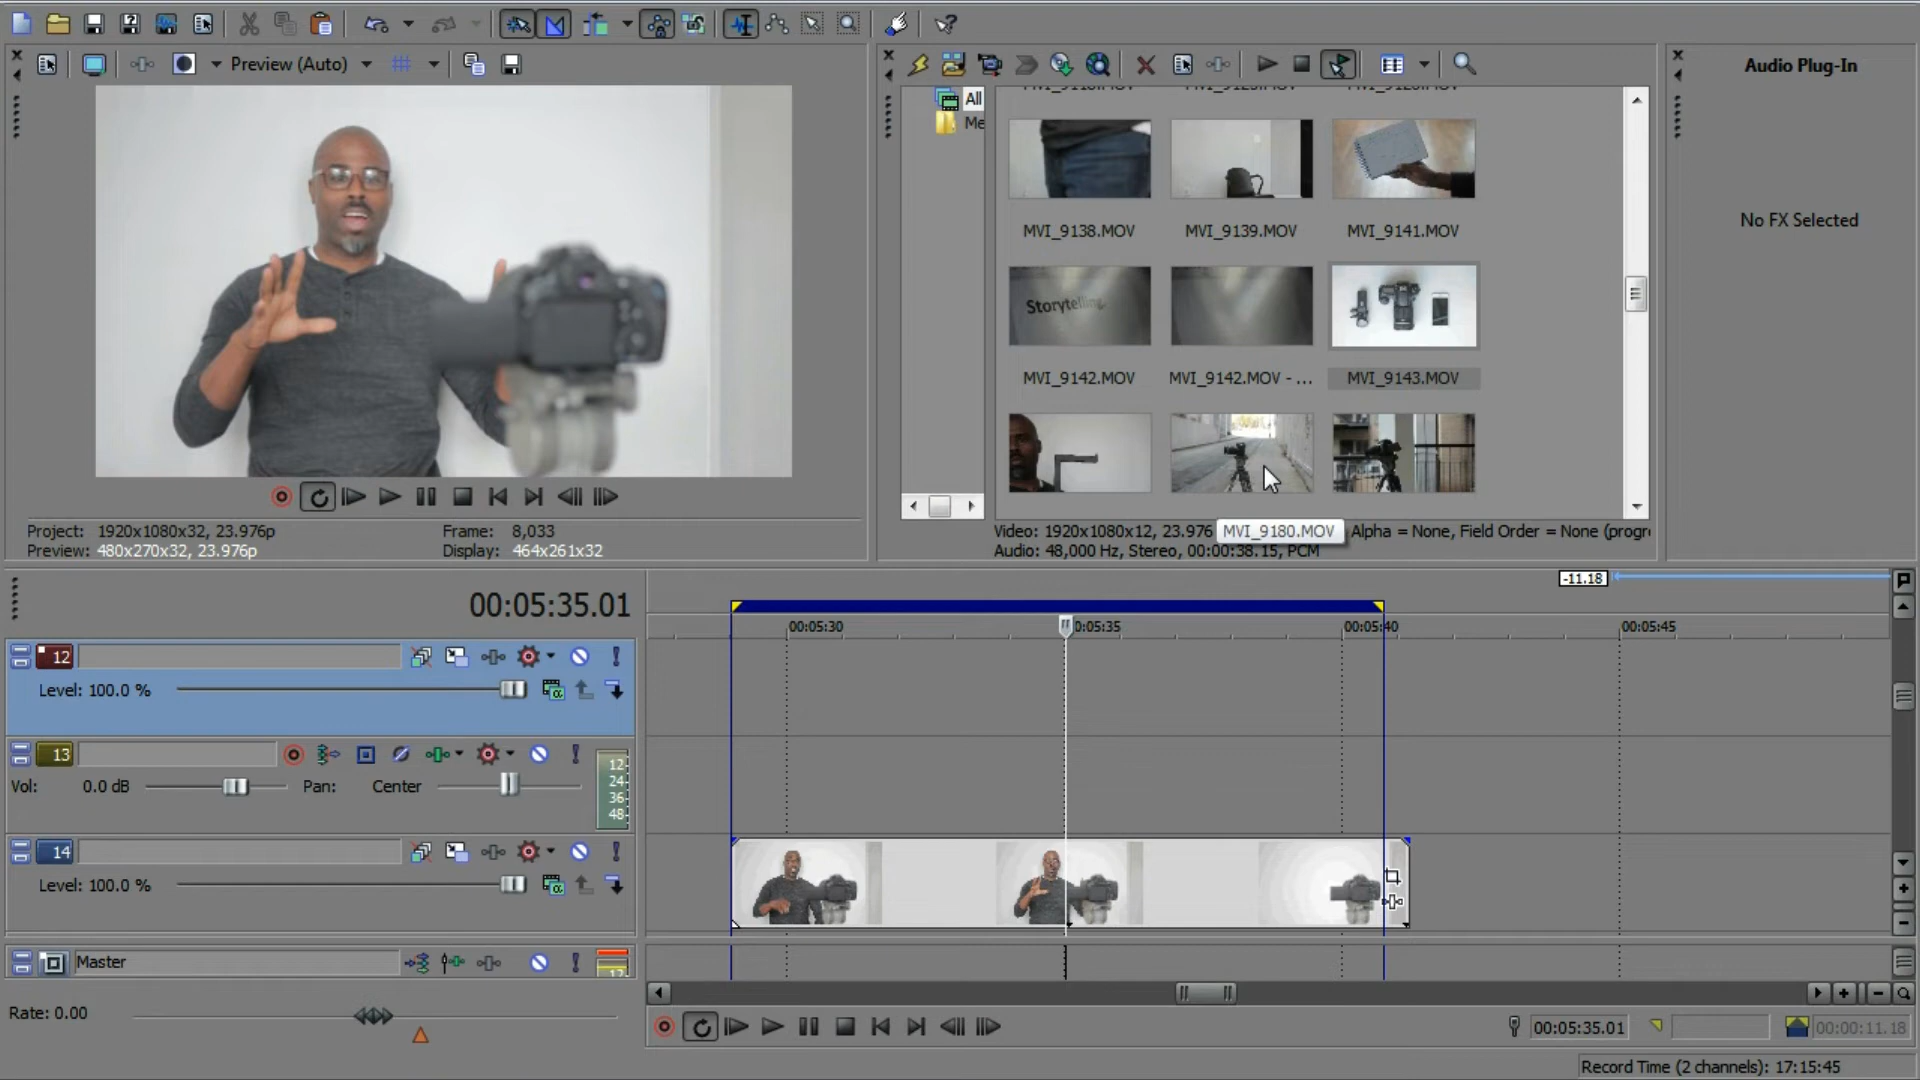 Preview (Auto)
Audio Plug-In
All
Me
No FX Selected
MVI_9138.MOV
MVI_9139.MOV
MVI_9141.MOV
Storytelling
MVI_9142.MOV
MVI_9142.MOV - ...
MVI_9143.MOV
Project: 1920x1080x32, 23.976p
Frame: 8,033
Preview: 480x270x32, 23.976p
Display: 464x261x32
Video: 1920x1080x12, 23.976
MVI_9180.MOV
Alpha = None, Field Order = None (progr
Audio: 48,000 Hz, Stereo, 00:00:38.15, PCM
-11.18
00:05:35.01
00:05:30
0:05:35
00:05:40
00:05:45
12
Level: 100.0 %
13
Vol: 0.0 dB
Pan: Center
12
24
36
48
14
Level: 100.0 %
Master
12
Rate: 0.00
00:05:35.01
00:00:11.18
Record Time (2 channels): 17:15:45